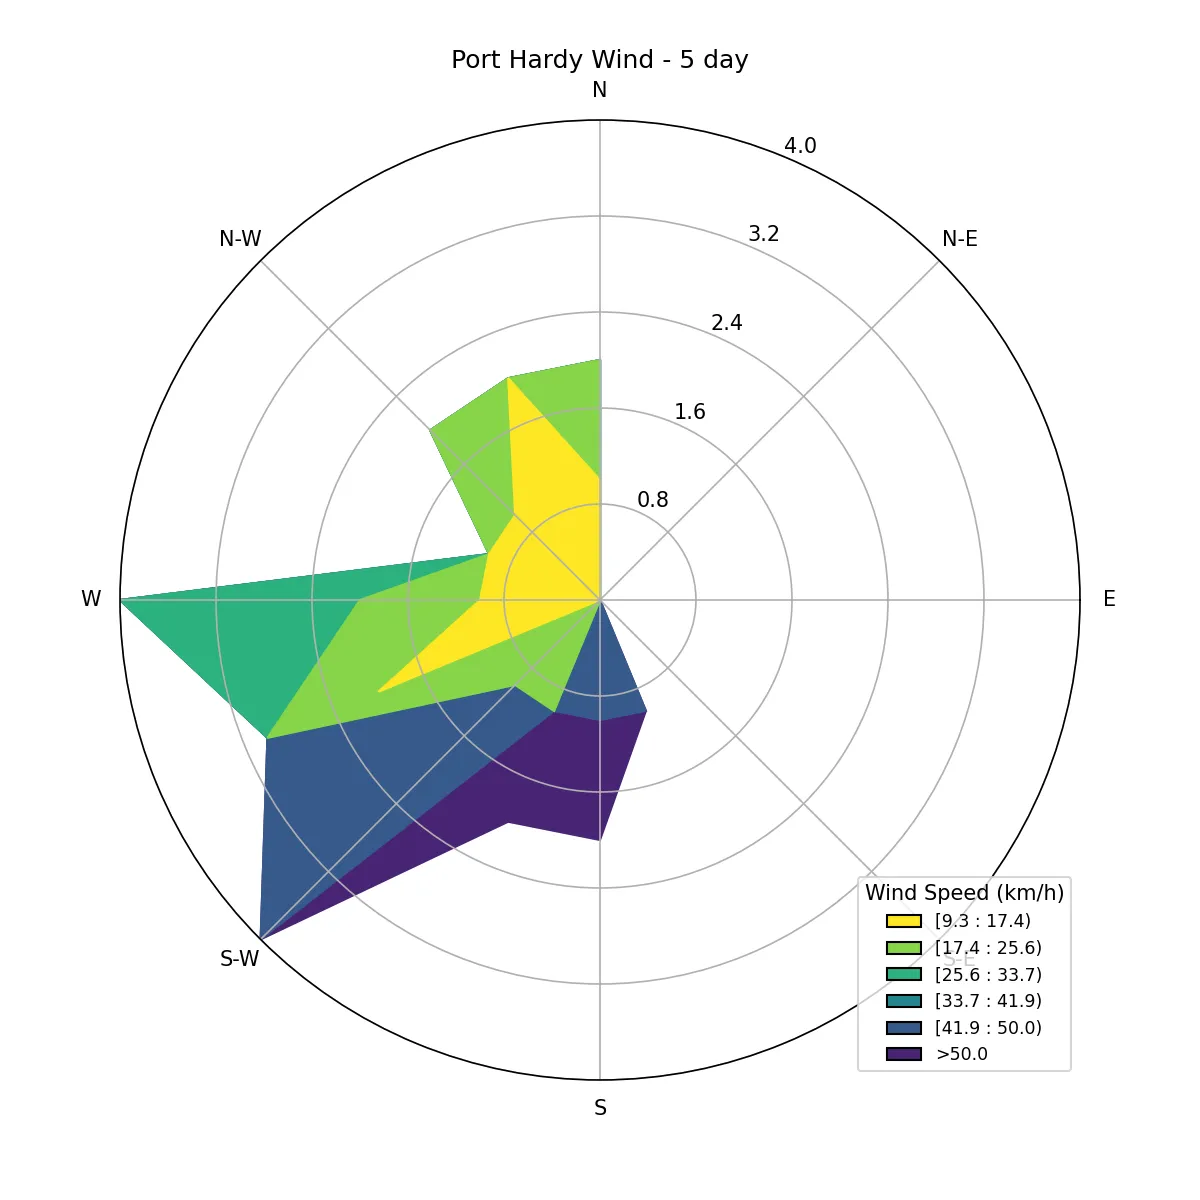 Port Hardy Wind - 5 day
N
4.0
N-W
N-E
3.2
2.4
1.6
0.8
W
E
S-W
S-E
Wind Speed (km/h)
[9.3 : 17.4)
[17.4 : 25.6)
[25.6 : 33.7)
[33.7 : 41.9)
[41.9 : 50.0)
>50.0
S